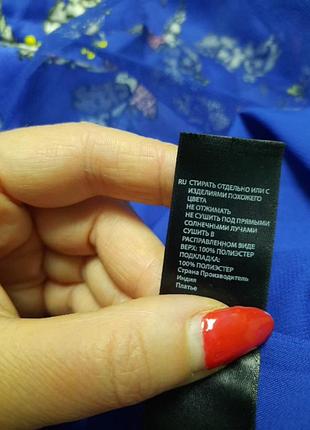 RU СТИРАТЬ ОТДЕЛЬНО ИЛИ С
ИЗДЕЛИЯМИ ПОХОЖЕГО
ЦВЕТА
НЕ ОТЖИМАТЬ
НЕ СУШИТЬ ПОД ПРЯМЫМИ
СОЛНЕЧНЫМИ ЛУЧАМИ
СУШИТЬ В
РАСПРАВЛЕННОМ ВИДЕ
ВЕРХ: 100% ПОЛИЭСТЕР
ПОДКЛАДКА:
100% ПОЛИЭСТЕР
Страна Производитель
Индия
Платье